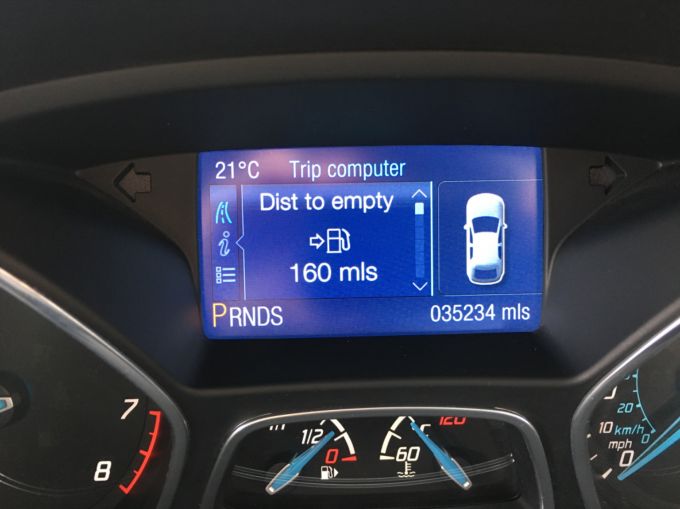 21°C Trip computer
Dist to empty
160 mls
PRNDS
035234 mls
7
8
1/2
0
120
60
20
10 km/h 0
mph 0